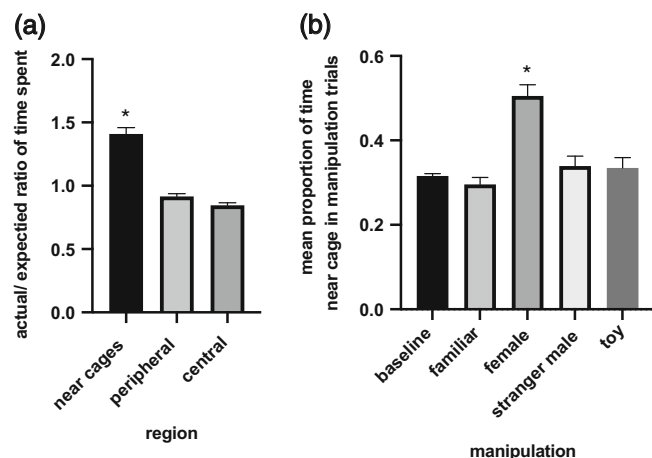 (a)
actual/ expectied ratio of time spent
2.0
1.5
1.0
0.5
0.0
*
near cages
peripheral
central
region
(b)
mean proportion of time
near cage in manipulation trials
0.6
0.4
0.2
0.0
*
baseline
familiar
female
stranger male
toy
manipulation